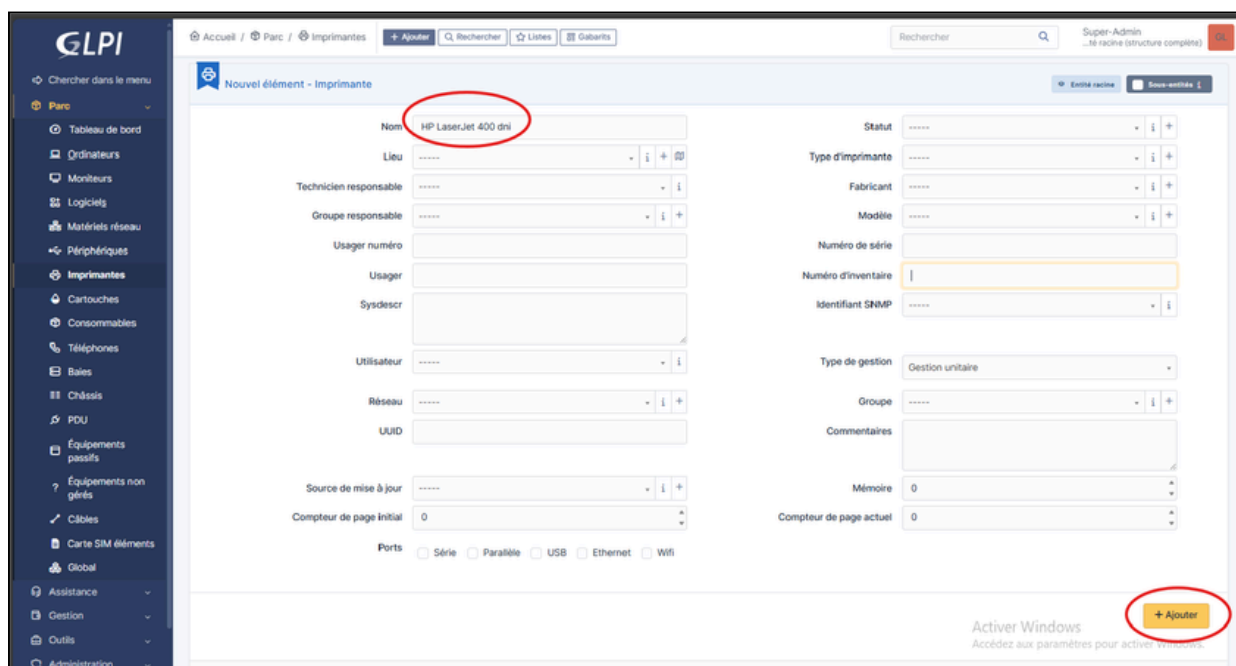 GLPI
Accueil / Parc / Imprimantes
+ Ajouter
Rechercher
Listes
Gabarits
Rechercher
Super-Admin
...té racine (structure complète)
GL
Chercher dans le menu
Parc
Tableau de bord
Ordinateurs
Moniteurs
Logiciels
Matériels réseau
Périphériques
Imprimantes
Cartouches
Consommables
Téléphones
Baies
Châssis
PDU
Équipements
passifs
Équipements non
gérés
Câbles
Carte SIM éléments
Global
Assistance
Gestion
Outils
Administration
Nouvel élément - Imprimante
Entité racine
Sous-entités
Nom HP LaserJet 400 dni
Statut -----
Lieu -----
Type d'imprimante -----
Technicien responsable -----
Fabricant -----
Groupe responsable -----
Modèle -----
Usager numéro
Numéro de série
Usager
Numéro d'inventaire
Sysdescr
Identifiant SNMP -----
Utilisateur -----
Type de gestion Gestion unitaire
Réseau -----
Groupe -----
UUID
Commentaires
Source de mise à jour -----
Mémoire 0
Compteur de page initial 0
Compteur de page actuel 0
Ports Série Parallèle USB Ethernet Wifi
+ Ajouter
Activer Windows
Accédez aux paramètres pour activer Windows.